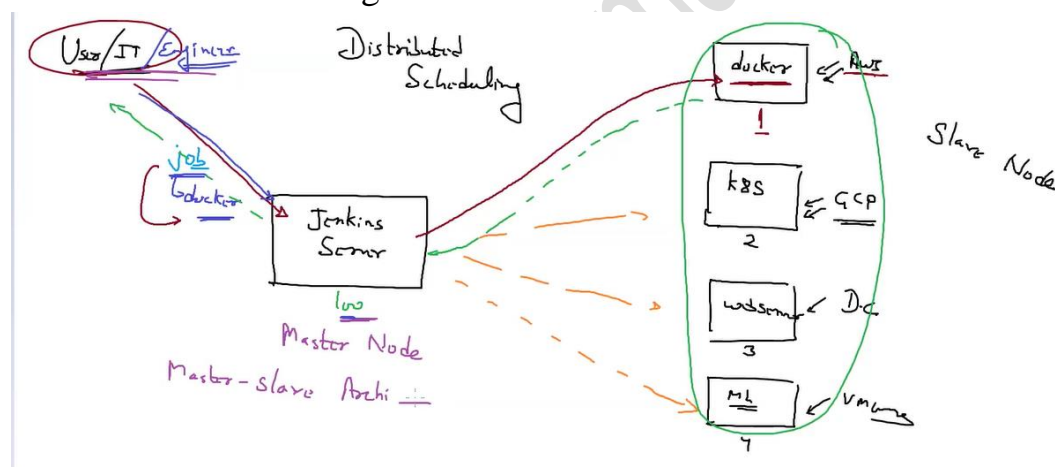 User/IT/Engineer
Distributed
Scheduling
job
docker
Jenkins
Server
100
Master Node
Master-slave Archi
docker
AWS
1
k8S
GCP
2
webserver
D.C
3
ML
VMware
4
Slave Node